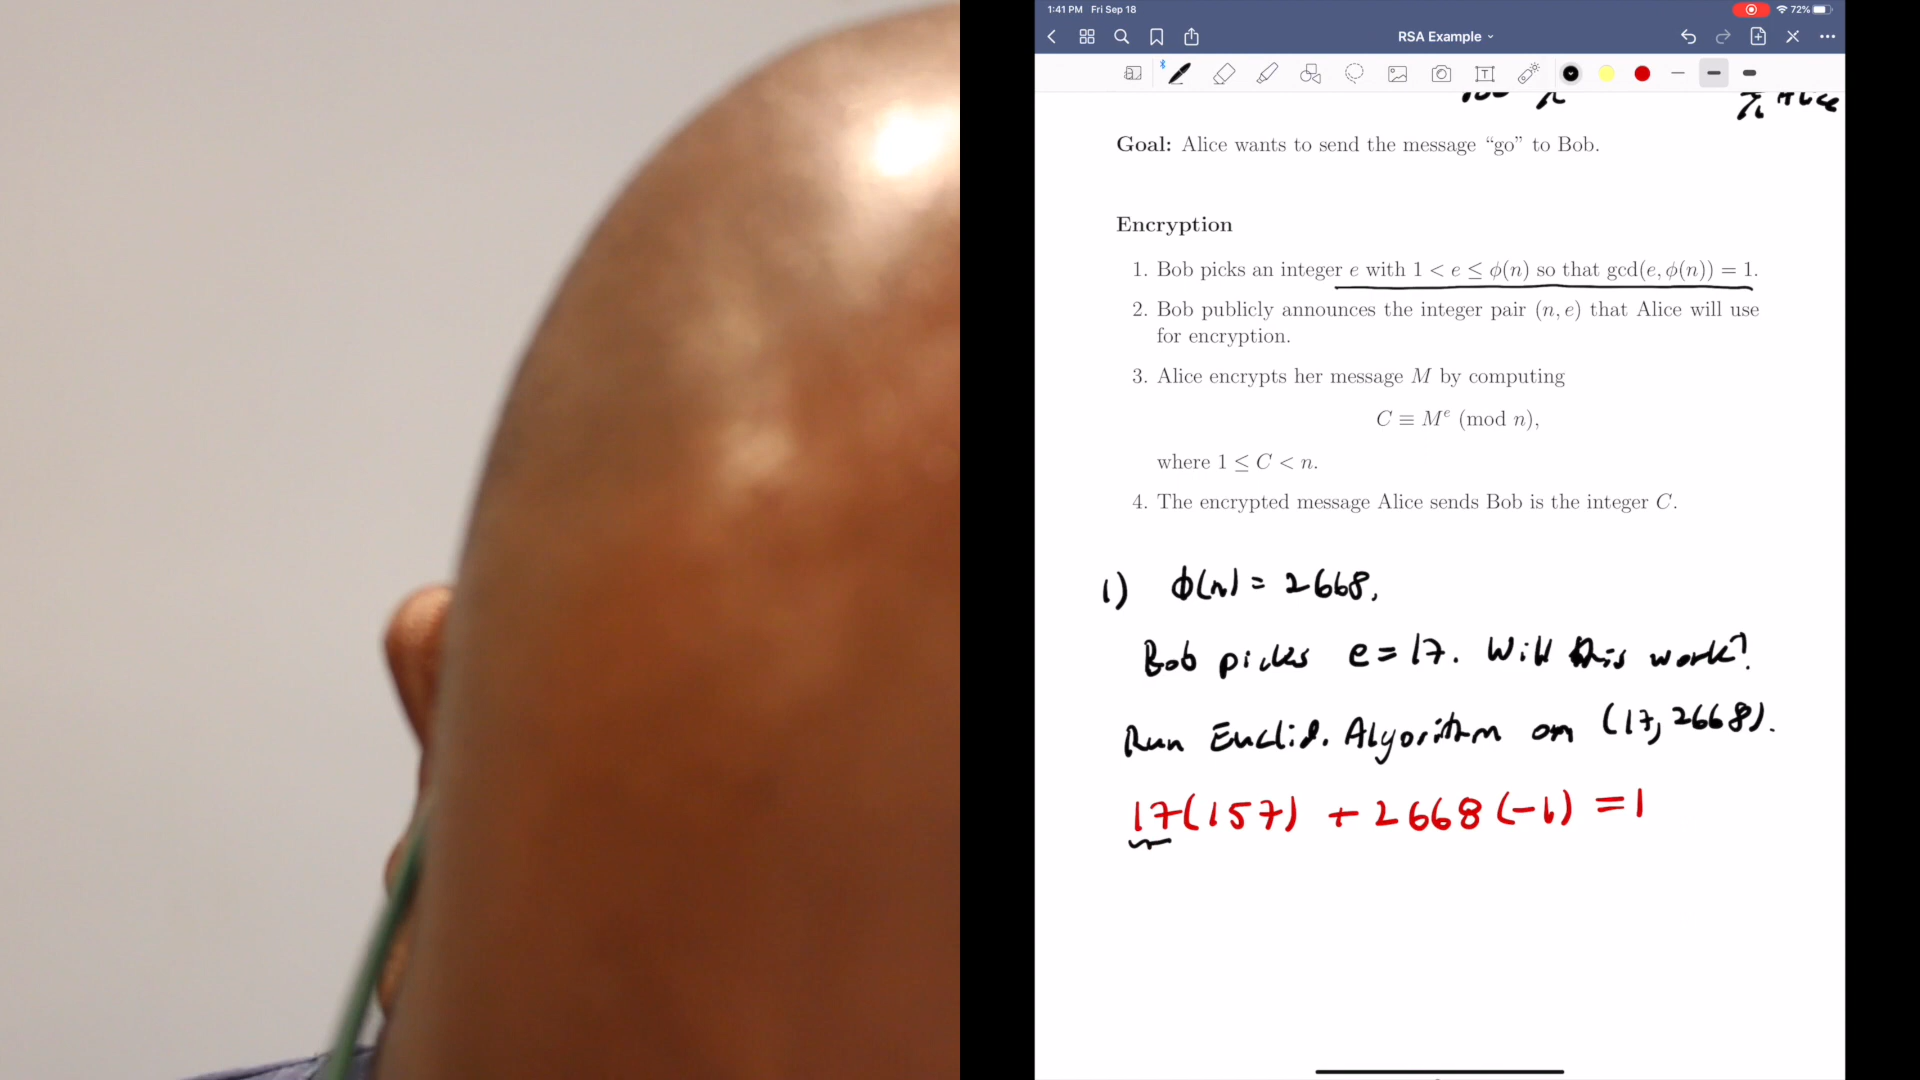 1:41 PM Fri Sep 18
72%
RSA Example
Alice
Goal: Alice wants to send the message “go” to Bob.
Encryption
1. Bob picks an integer e with 1 < e ≤ ϕ(n) so that gcd(e, ϕ(n)) = 1.
2. Bob publicly announces the integer pair (n, e) that Alice will use
for encryption.
3. Alice encrypts her message M by computing
C ≡ Mᵉ (mod n),
where 1 ≤ C < n.
4. The encrypted message Alice sends Bob is the integer C.
1) ϕ(n) = 2668,
Bob picks e = 17. Will this work?
Run Euclid. Algorithm on (17, 2668).
17(157) + 2668(-1) = 1